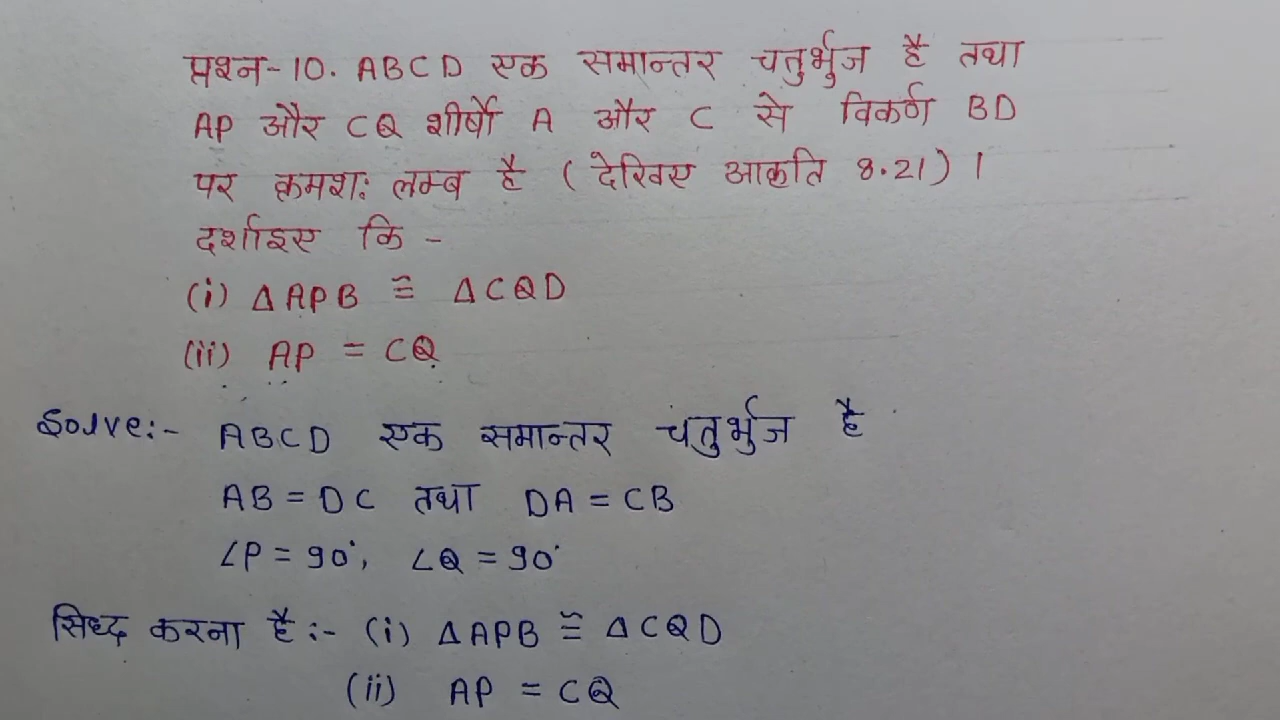 प्रश्न-10. ABCD एक समान्तर चतुर्भुज है तथा
AP और CQ शीर्षों A और C से विकर्ण BD
पर क्रमशः लम्ब है (देखिए आकृति 8.21)।
दर्शाइए कि -
(i) ΔAPB ≅ ΔCQD
(ii) AP = CQ
Solve:- ABCD एक समान्तर चतुर्भुज है
AB = DC तथा DA = CB
∠P = 90°, ∠Q = 90°
सिध्द करना है:- (i) ΔAPB ≅ ΔCQD
(ii) AP = CQ